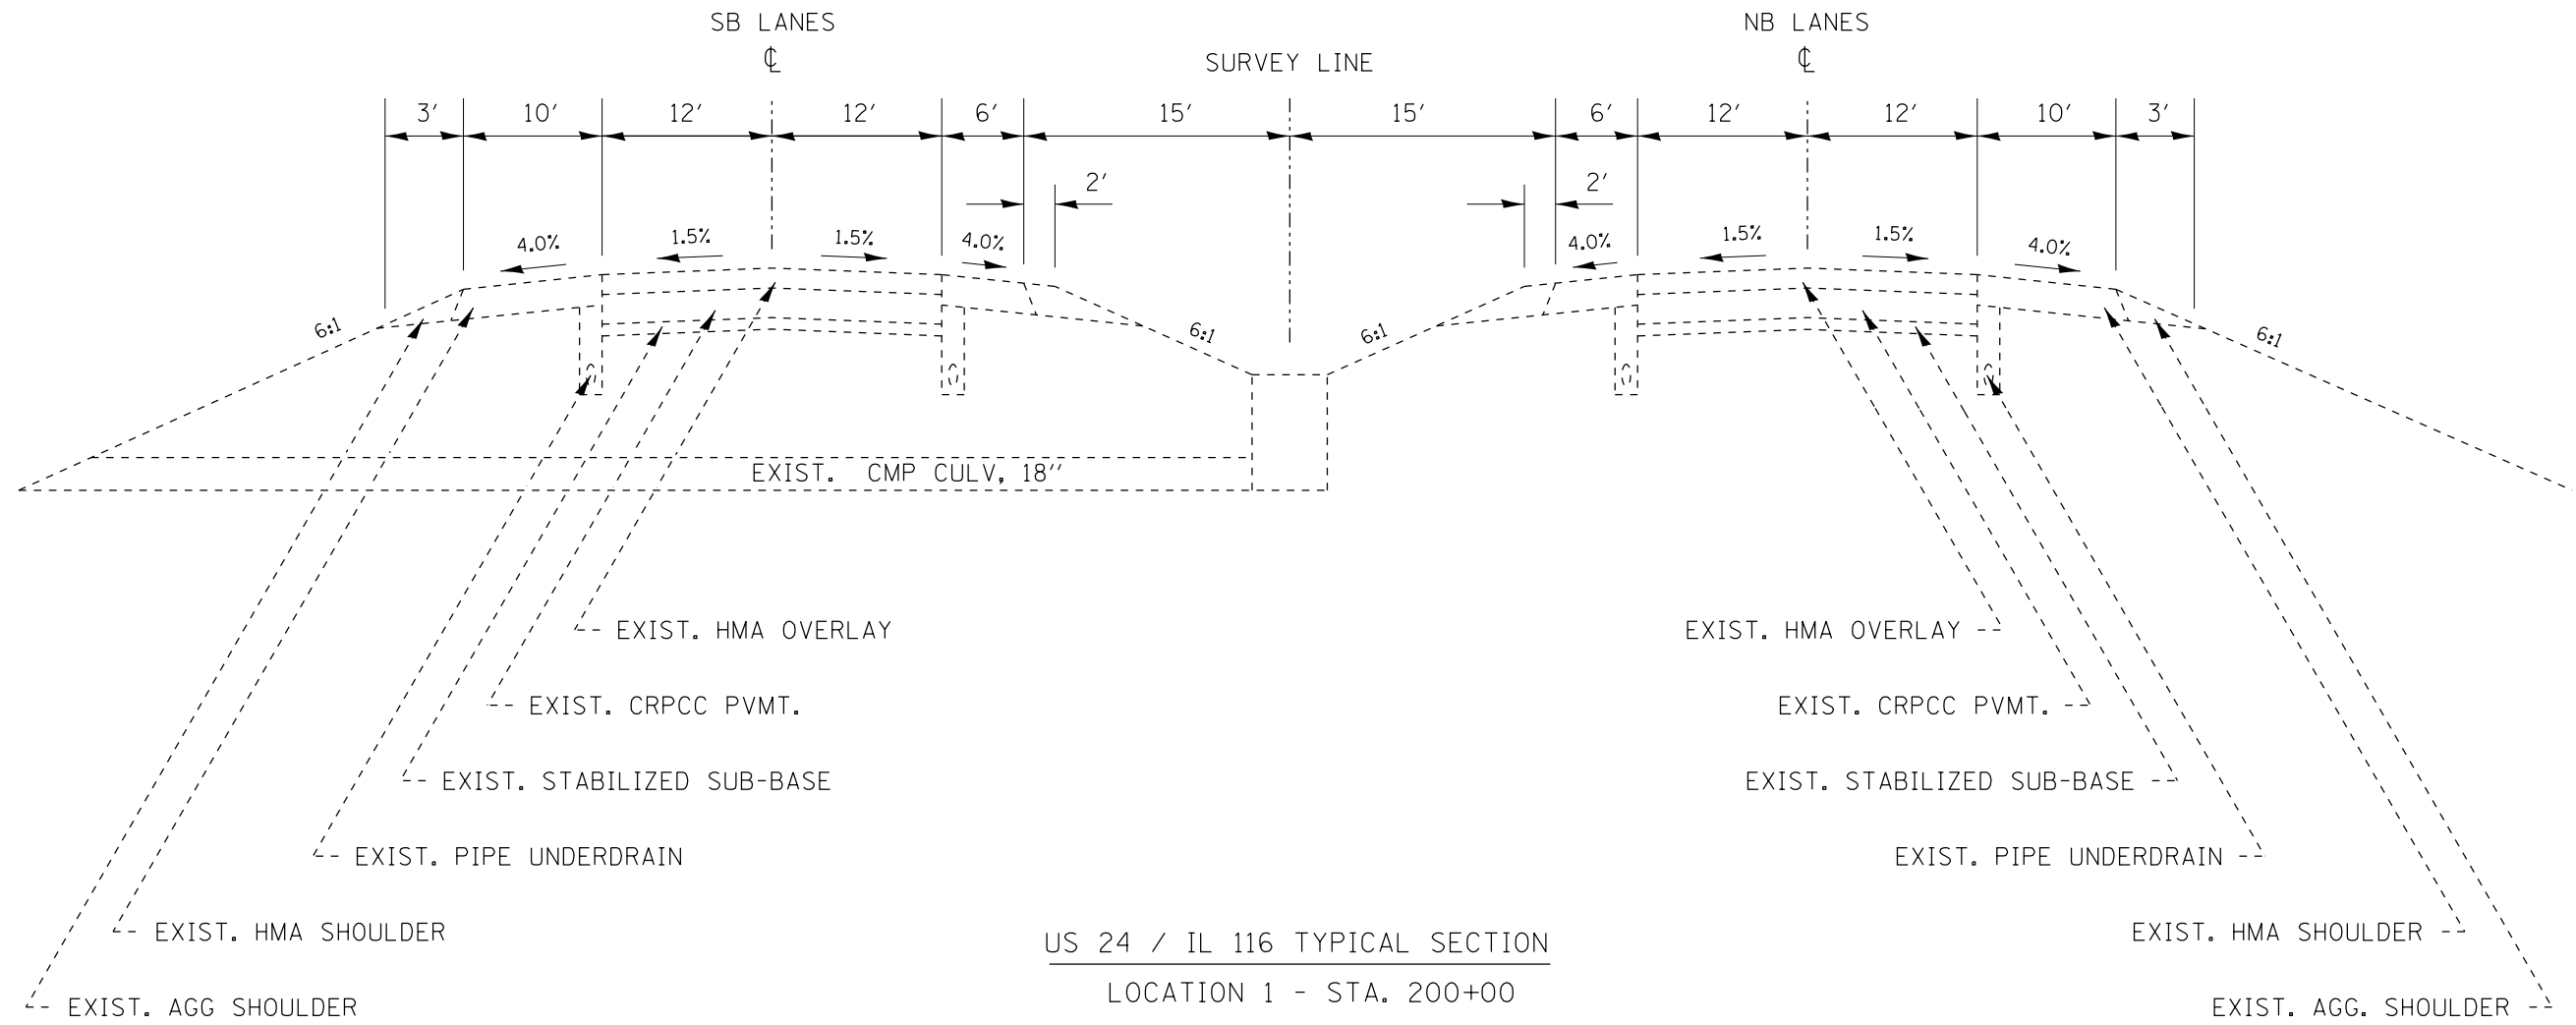 SB LANES
NB LANES
℄
℄
SURVEY LINE
3' 10' 12' 12' 6' 15' 15' 6' 12' 12' 10' 3'
2' 2'
4.0% 1.5% 1.5% 4.0% 4.0% 1.5% 1.5% 4.0%
6:1 6:1 6:1 6:1
EXIST. CMP CULV, 18''
EXIST. HMA OVERLAY
EXIST. HMA OVERLAY
EXIST. CRPCC PVMT.
EXIST. CRPCC PVMT.
EXIST. STABILIZED SUB-BASE
EXIST. STABILIZED SUB-BASE
EXIST. PIPE UNDERDRAIN
EXIST. PIPE UNDERDRAIN
EXIST. HMA SHOULDER
EXIST. HMA SHOULDER
US 24 / IL 116 TYPICAL SECTION
LOCATION 1 - STA. 200+00
EXIST. AGG SHOULDER
EXIST. AGG. SHOULDER